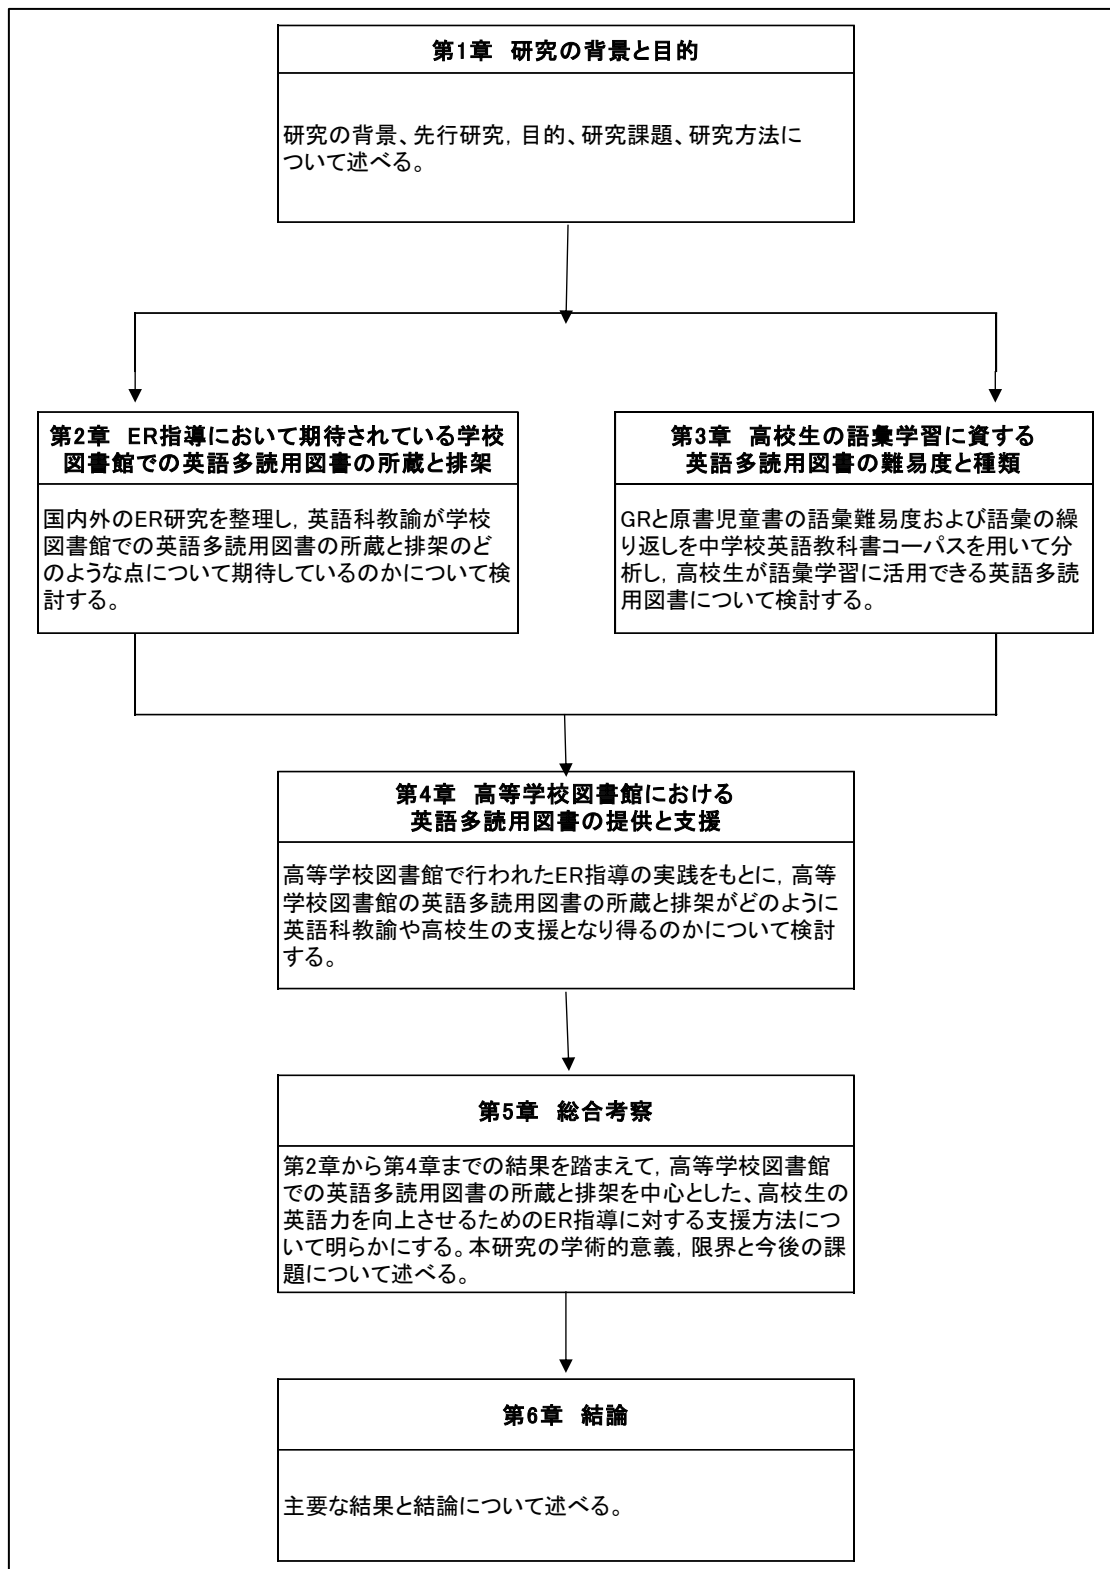 第1章 研究の背景と目的
研究の背景、先行研究, 目的、研究課題、研究方法に
ついて述べる。
第2章 ER指導において期待されている学校
図書館での英語多読用図書の所蔵と排架
国内外のER研究を整理し, 英語科教諭が学校
図書館での英語多読用図書の所蔵と排架のど
のような点について期待しているのかについて検
討する。
第3章 高校生の語彙学習に資する
英語多読用図書の難易度と種類
GRと原書児童書の語彙難易度および語彙の繰
り返しを中学校英語教科書コーパスを用いて分
析し, 高校生が語彙学習に活用できる英語多読
用図書について検討する。
第4章 高等学校図書館における
英語多読用図書の提供と支援
高等学校図書館で行われたER指導の実践をもとに, 高等
学校図書館の英語多読用図書の所蔵と排架がどのように
英語科教諭や高校生の支援となり得るのかについて検討
する。
第5章 総合考察
第2章から第4章までの結果を踏まえて, 高等学校図書館
での英語多読用図書の所蔵と排架を中心とした、高校生の
英語力を向上させるためのER指導に対する支援方法につ
いて明らかにする。本研究の学術的意義, 限界と今後の課
題について述べる。
第6章 結論
主要な結果と結論について述べる。